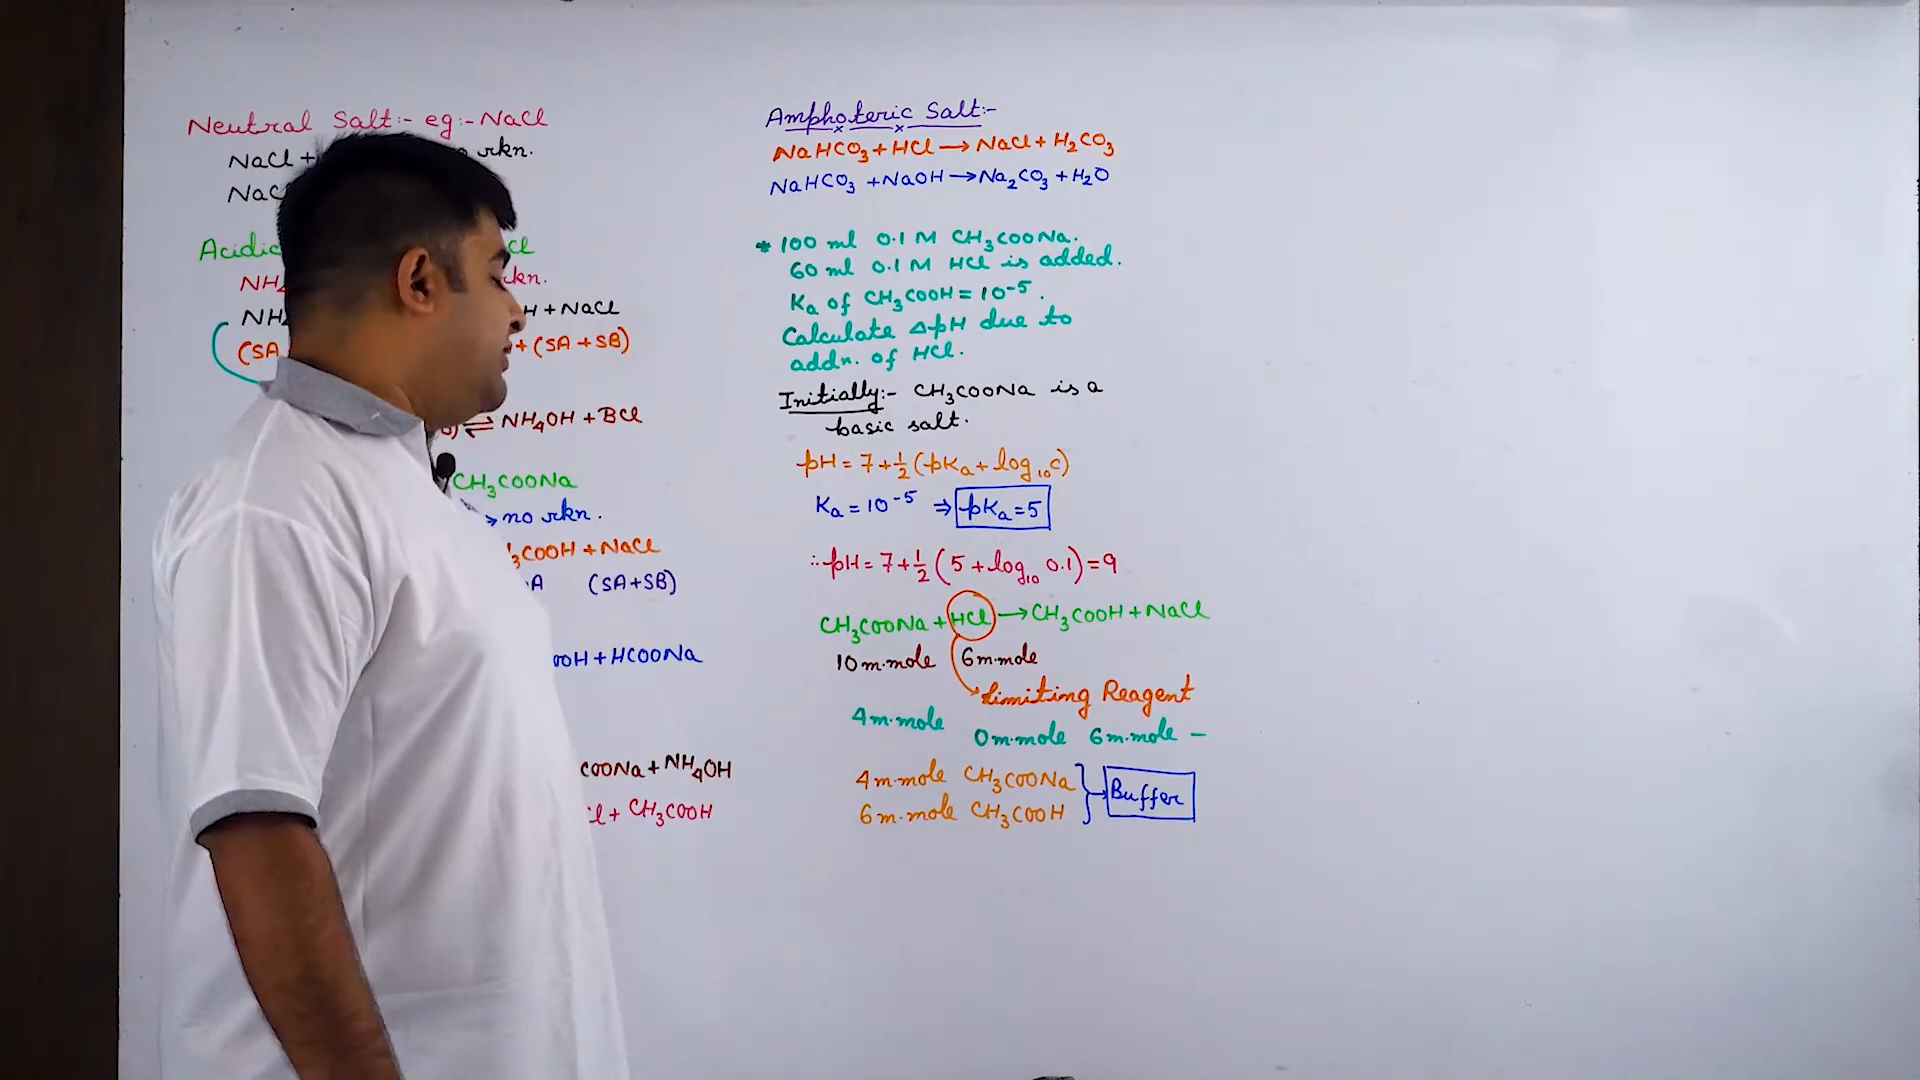 Neutral Salt:- eg:- NaCl
NaCl + rkn.
NaC
Acidic Cl
NH4 rkn.
NH H + NaCl
(SA + (SA + SB)
⇌ NH4OH + BCl
CH3COONa
→ no rkn.
3COOH + NaCl
A (SA+SB)
OOH + HCOONa
COONa + NH4OH
l + CH3COOH
Amphoteric Salt:-
NaHCO3 + HCl → NaCl + H2CO3
NaHCO3 + NaOH → Na2CO3 + H2O
* 100 ml 0.1 M CH3COONa.
60 ml 0.1 M HCl is added.
Ka of CH3COOH = 10^-5.
Calculate ΔpH due to
addn. of HCl.
Initially:- CH3COONa is a
basic salt.
pH = 7 + 1/2 (pKa + log10 c)
Ka = 10^-5 ⇒ pKa = 5
∴ pH = 7 + 1/2 (5 + log10 0.1) = 9
CH3COONa + HCl → CH3COOH + NaCl
10 m.mole 6 m.mole
Limiting Reagent
4 m.mole 0 m.mole 6 m.mole –
4 m.mole CH3COONa
6 m.mole CH3COOH } → Buffer